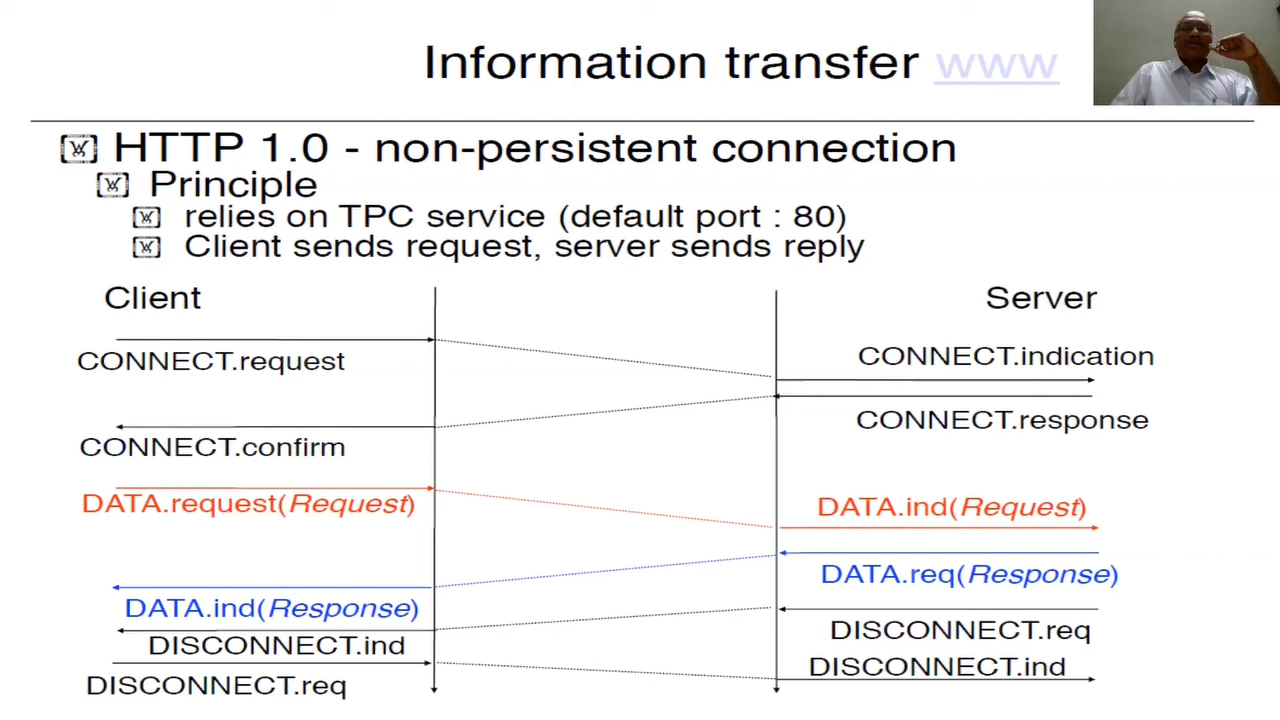 Information transfer www
HTTP 1.0 - non-persistent connection
Principle
relies on TPC service (default port : 80)
Client sends request, server sends reply
Client
Server
CONNECT.request
CONNECT.indication
CONNECT.response
CONNECT.confirm
DATA.request(Request)
DATA.ind(Request)
DATA.req(Response)
DATA.ind(Response)
DISCONNECT.req
DISCONNECT.ind
DISCONNECT.ind
DISCONNECT.req